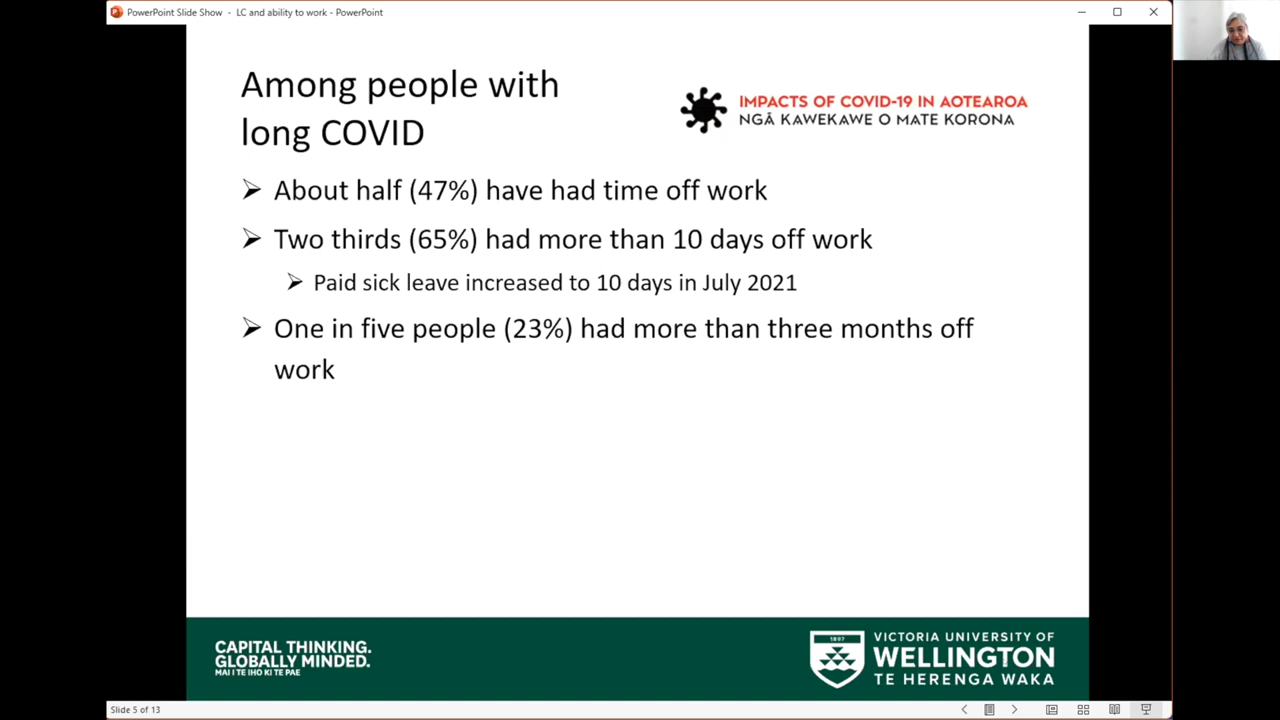 PowerPoint Slide Show - LC and ability to work - PowerPoint
Among people with
long COVID
IMPACTS OF COVID-19 IN AOTEAROA
NGĀ KAWEKAWE O MATE KORONA
➢ About half (47%) have had time off work
➢ Two thirds (65%) had more than 10 days off work
➢ Paid sick leave increased to 10 days in July 2021
➢ One in five people (23%) had more than three months off
work
CAPITAL THINKING.
GLOBALLY MINDED.
MAI I TE IHO KI TE PAE
1897
VICTORIA UNIVERSITY OF
WELLINGTON
TE HERENGA WAKA
Slide 5 of 13